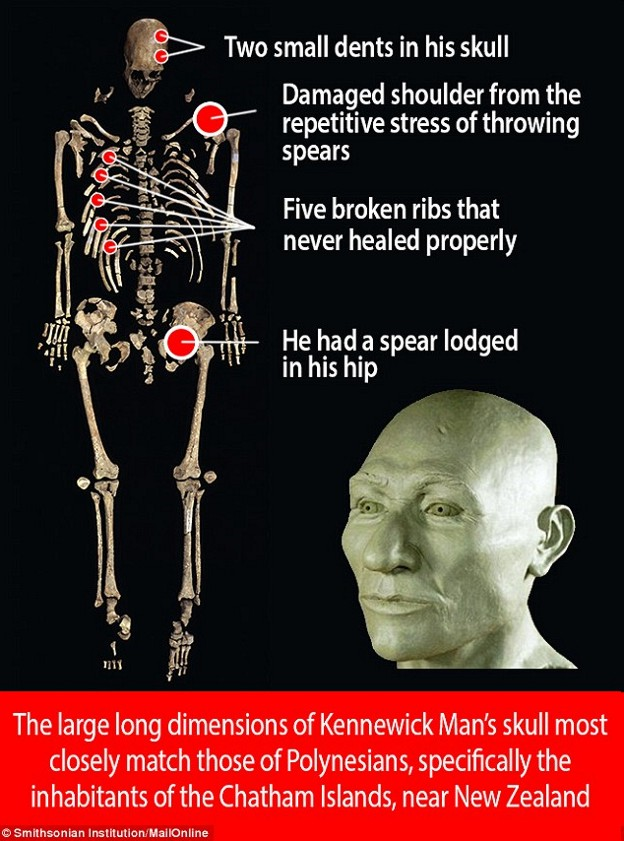 Two small dents in his skull
Damaged shoulder from the
repetitive stress of throwing
spears
Five broken ribs that
never healed properly
He had a spear lodged
in his hip
The large long dimensions of Kennewick Man's skull most
closely match those of Polynesians, specifically the
inhabitants of the Chatham Islands, near New Zealand
© Smithsonian Institution/MailOnline